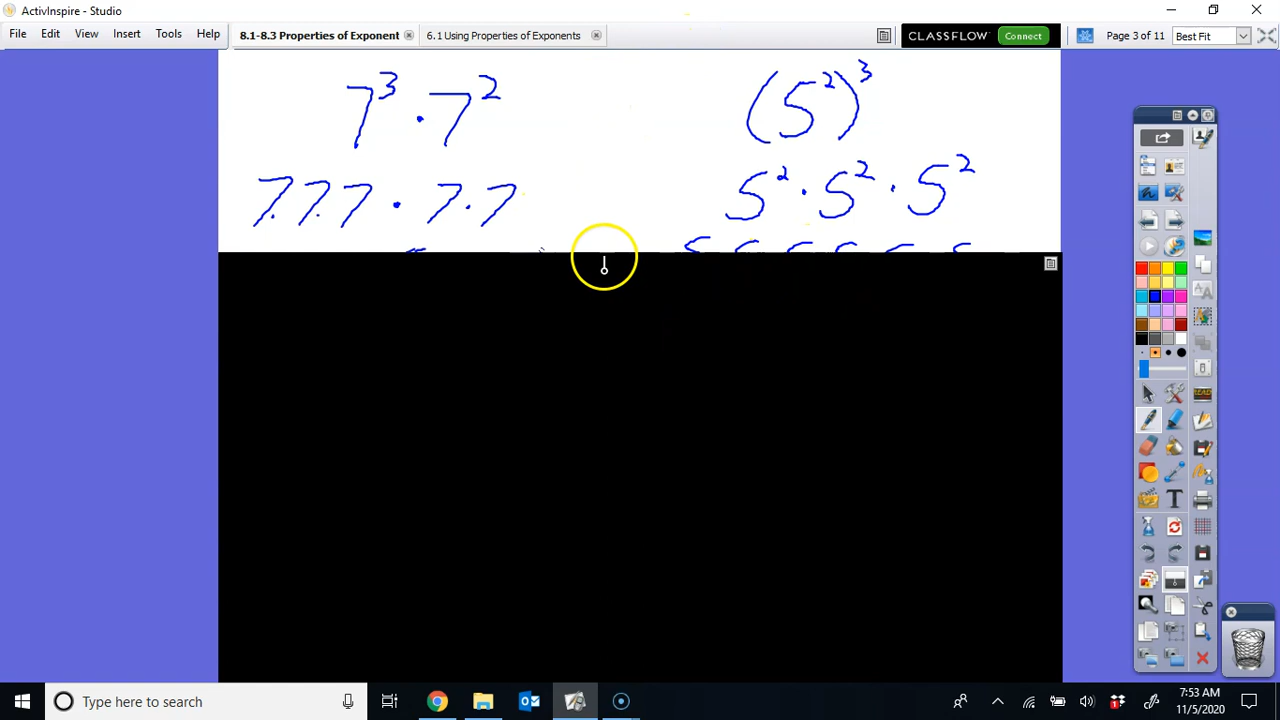 ActivInspire - Studio
File Edit View Insert Tools Help
8.1-8.3 Properties of Exponent
6.1 Using Properties of Exponents
CLASSFLOW Connect
Page 3 of 11
Best Fit
7³ · 7²
(5²)³
7·7·7 · 7·7
5² · 5² · 5²
Type here to search
7:53 AM
11/5/2020